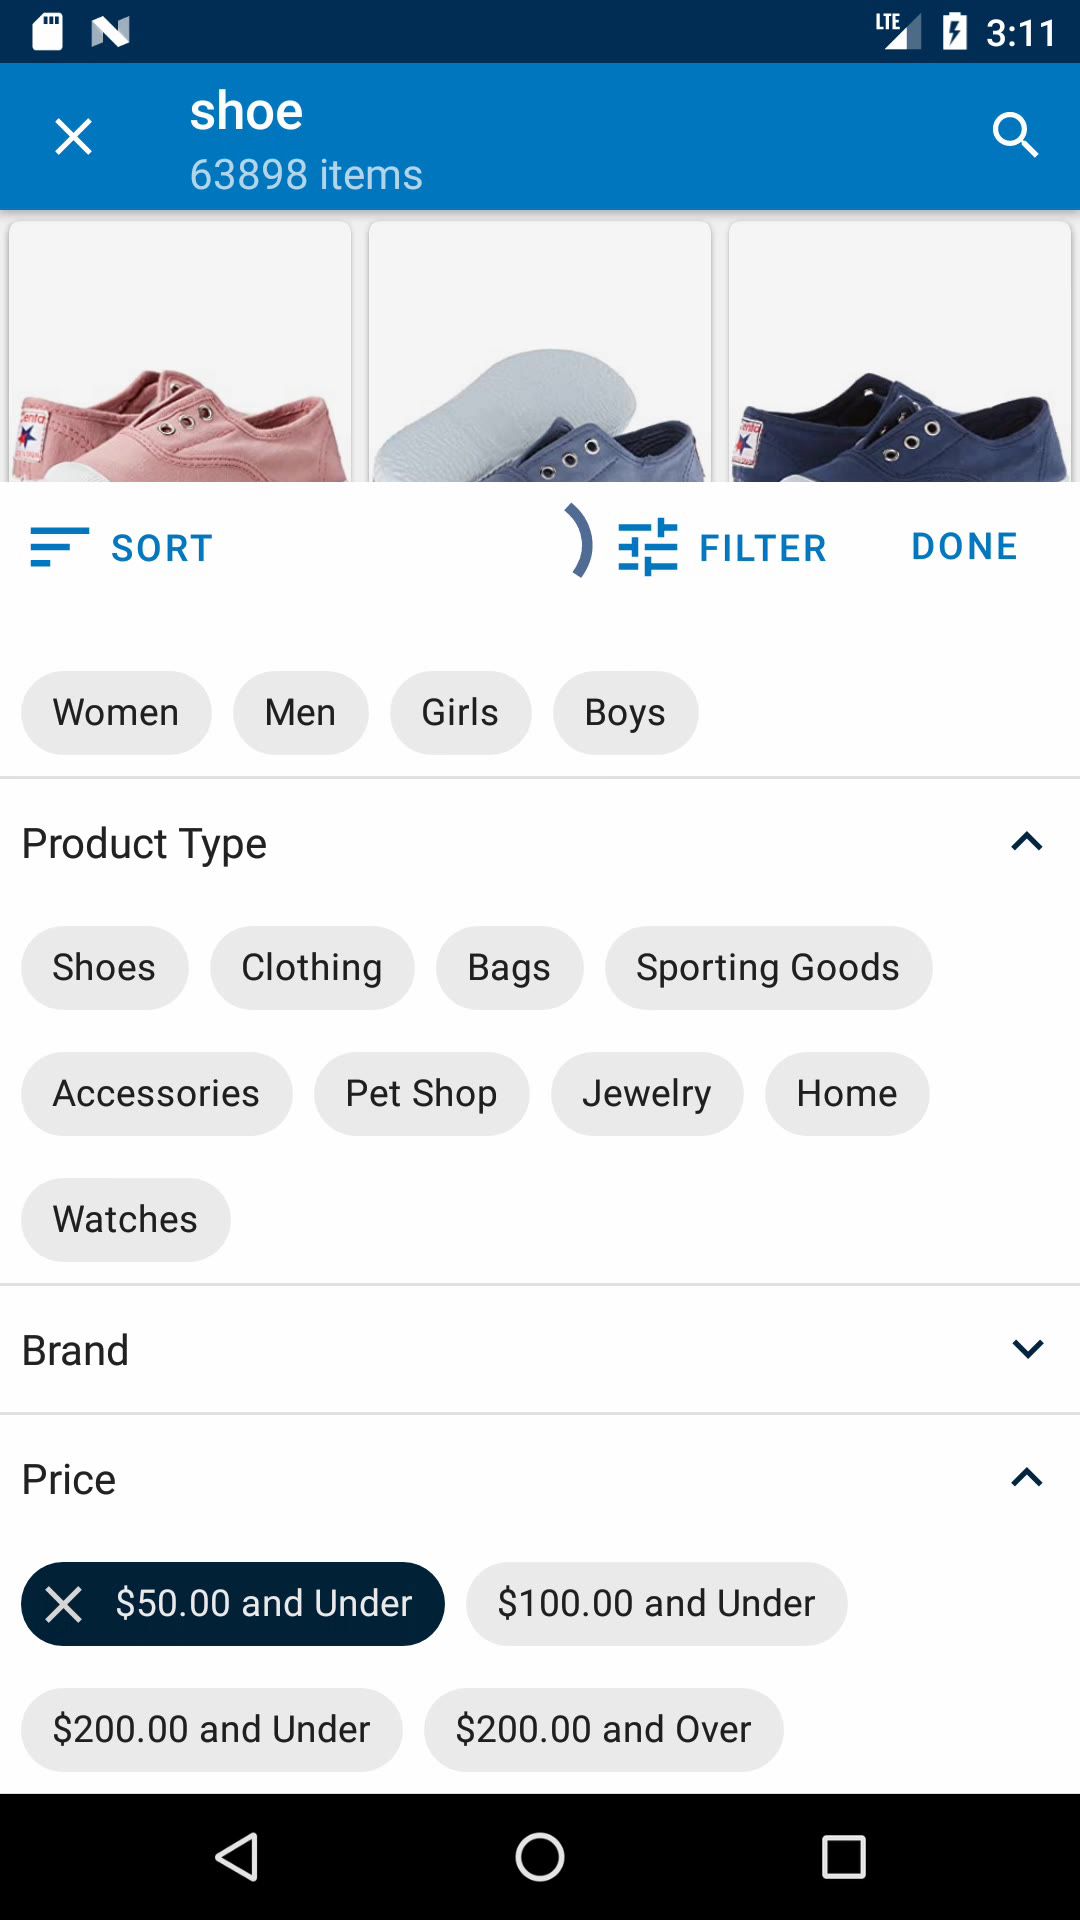 LTE 3:11
shoe
63898 items
SORT FILTER DONE
Women Men Girls Boys
Product Type
Shoes Clothing Bags Sporting Goods
Accessories Pet Shop Jewelry Home
Watches
Brand
Price
$50.00 and Under $100.00 and Under
$200.00 and Under $200.00 and Over